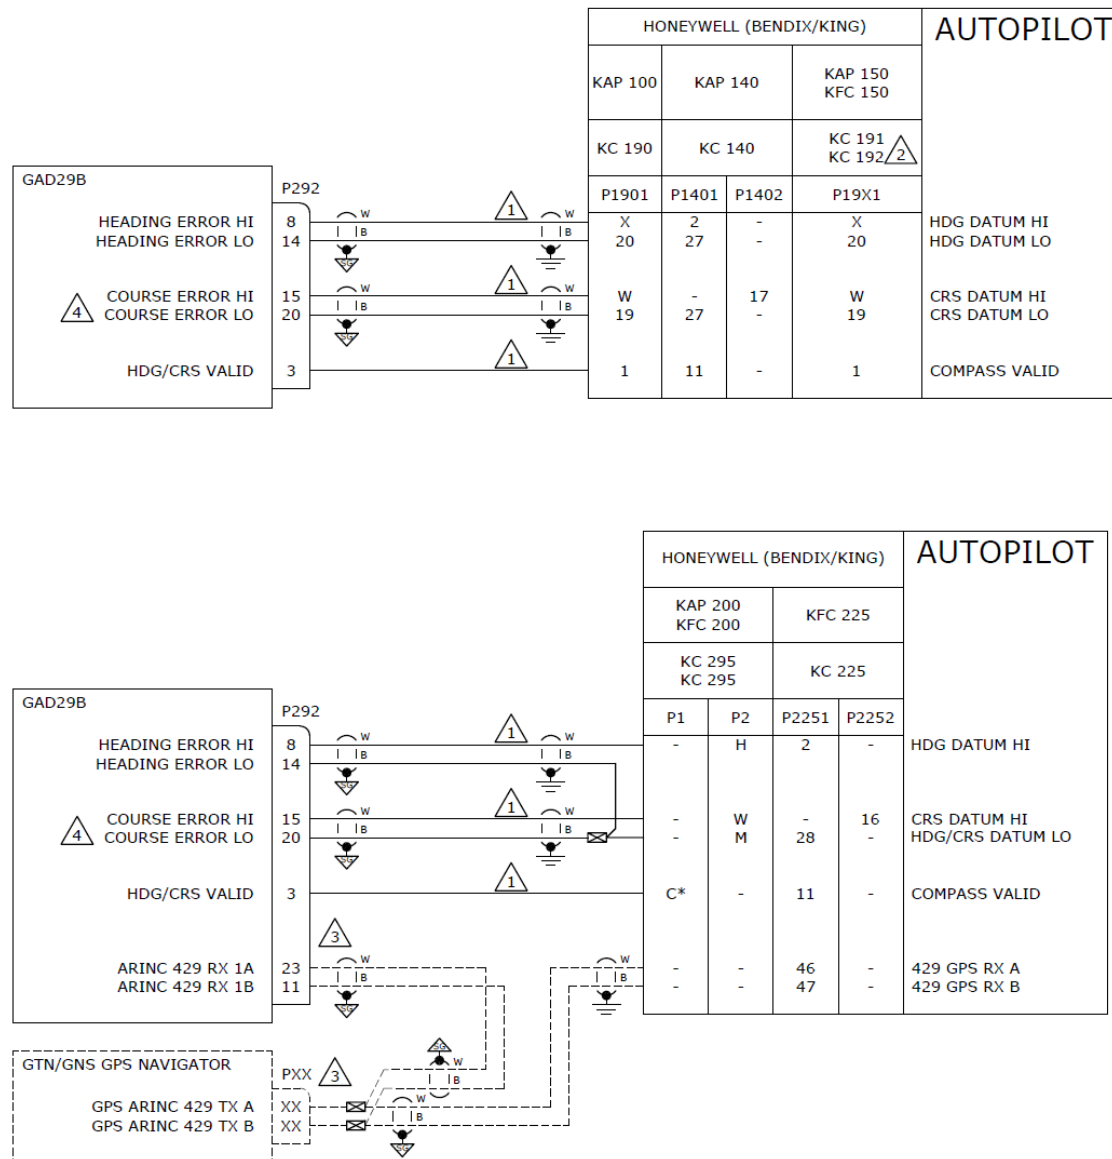 HONEYWELL (BENDIX/KING) AUTOPILOT
KAP 100 KAP 140 KAP 150
KFC 150
KC 190 KC 140 KC 191
KC 192 2
GAD29B
P292 P1901 P1401 P1402 P19X1
HEADING ERROR HI 8 W 1 W X 2 - X HDG DATUM HI
HEADING ERROR LO 14 B B 20 27 - 20 HDG DATUM LO
SG
COURSE ERROR HI 15 W 1 W W - 17 W CRS DATUM HI
4 COURSE ERROR LO 20 B B 19 27 - 19 CRS DATUM LO
SG
HDG/CRS VALID 3 1 1 11 - 1 COMPASS VALID
HONEYWELL (BENDIX/KING) AUTOPILOT
KAP 200
KFC 200 KFC 225
KC 295
KC 295 KC 225
GAD29B
P292 P1 P2 P2251 P2252
HEADING ERROR HI 8 W 1 W - H 2 - HDG DATUM HI
HEADING ERROR LO 14 B B
SG
COURSE ERROR HI 15 W 1 W - W - 16 CRS DATUM HI
4 COURSE ERROR LO 20 B B - M 28 - HDG/CRS DATUM LO
SG
HDG/CRS VALID 3 1 C* - 11 - COMPASS VALID
3
ARINC 429 RX 1A 23 W W - - 46 - 429 GPS RX A
ARINC 429 RX 1B 11 B B - - 47 - 429 GPS RX B
SG
SG
GTN/GNS GPS NAVIGATOR PXX 3 W
B
GPS ARINC 429 TX A XX W
GPS ARINC 429 TX B XX B
SG